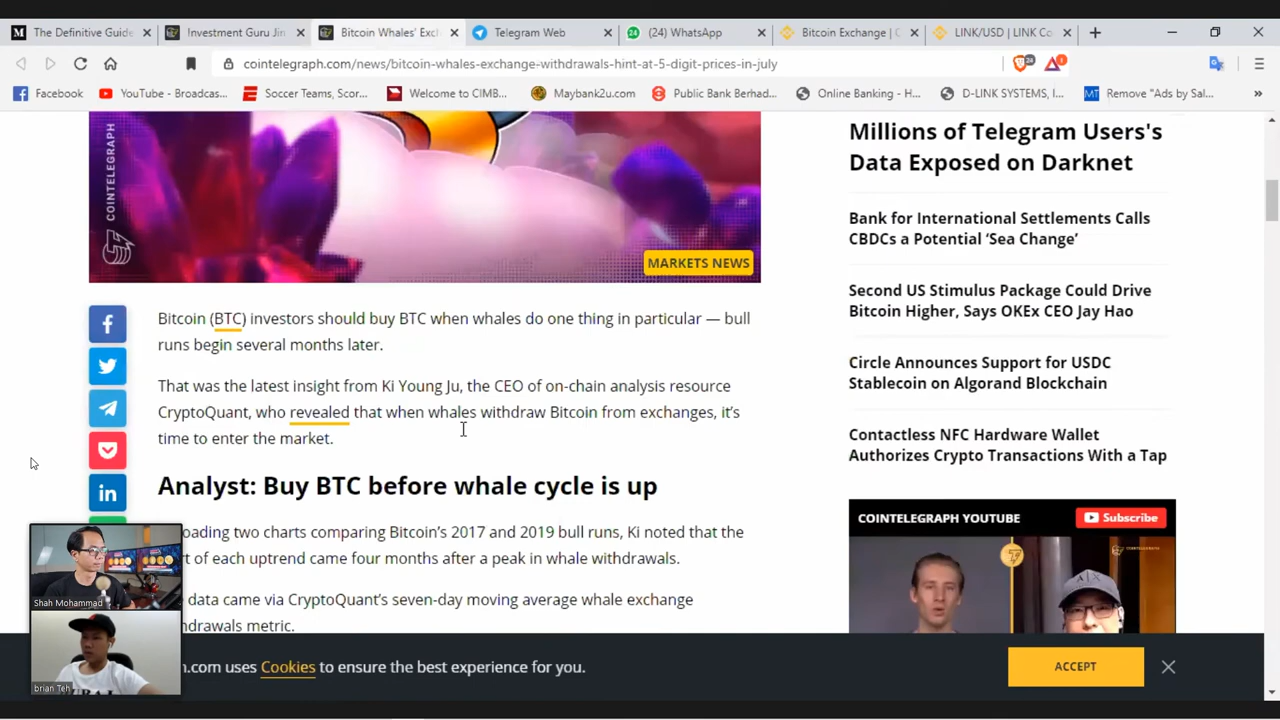 The Definitive Guide
Investment Guru Jin
Bitcoin Whales' Exc
Telegram Web
24
(24) WhatsApp
Bitcoin Exchange | C
LINK/USD | LINK Co
cointelegraph.com/news/bitcoin-whales-exchange-withdrawals-hint-at-5-digit-prices-in-july
24
1
Facebook
YouTube - Broadcas...
Soccer Teams, Scor...
Welcome to CIMB...
Maybank2u.com
Public Bank Berhad...
Online Banking - H...
D-LINK SYSTEMS, I...
MT
Remove "Ads by Sal...
COINTELEGRAPH
MARKETS NEWS
Bitcoin (BTC) investors should buy BTC when whales do one thing in particular — bull
runs begin several months later.
That was the latest insight from Ki Young Ju, the CEO of on-chain analysis resource
CryptoQuant, who revealed that when whales withdraw Bitcoin from exchanges, it's
time to enter the market.
Analyst: Buy BTC before whale cycle is up
oading two charts comparing Bitcoin's 2017 and 2019 bull runs, Ki noted that the
rt of each uptrend came four months after a peak in whale withdrawals.
data came via CryptoQuant's seven-day moving average whale exchange
hdrawals metric.
Millions of Telegram Users's
Data Exposed on Darknet
Bank for International Settlements Calls
CBDCs a Potential 'Sea Change'
Second US Stimulus Package Could Drive
Bitcoin Higher, Says OKEx CEO Jay Hao
Circle Announces Support for USDC
Stablecoin on Algorand Blockchain
Contactless NFC Hardware Wallet
Authorizes Crypto Transactions With a Tap
COINTELEGRAPH YOUTUBE
Subscribe
Shah Mohammad
brian Teh
n.com uses Cookies to ensure the best experience for you.
ACCEPT